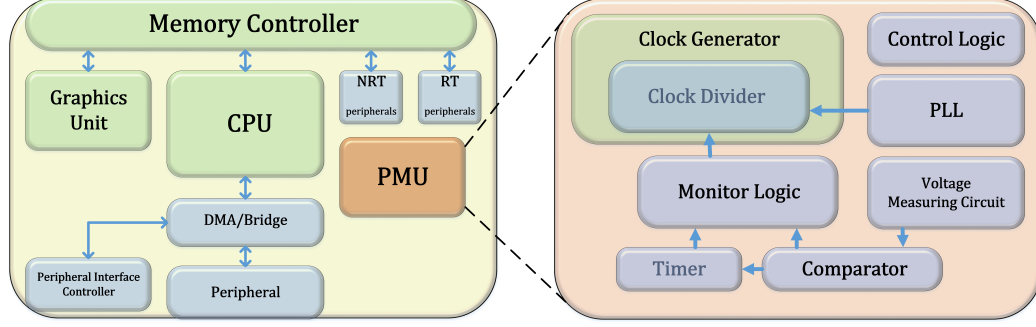 Memory Controller
Graphics
Unit
CPU
NRT
peripherals
RT
peripherals
PMU
DMA/Bridge
Peripheral Interface
Controller
Peripheral
Clock Generator
Clock Divider
Control Logic
PLL
Monitor Logic
Voltage
Measuring Circuit
Timer
Comparator